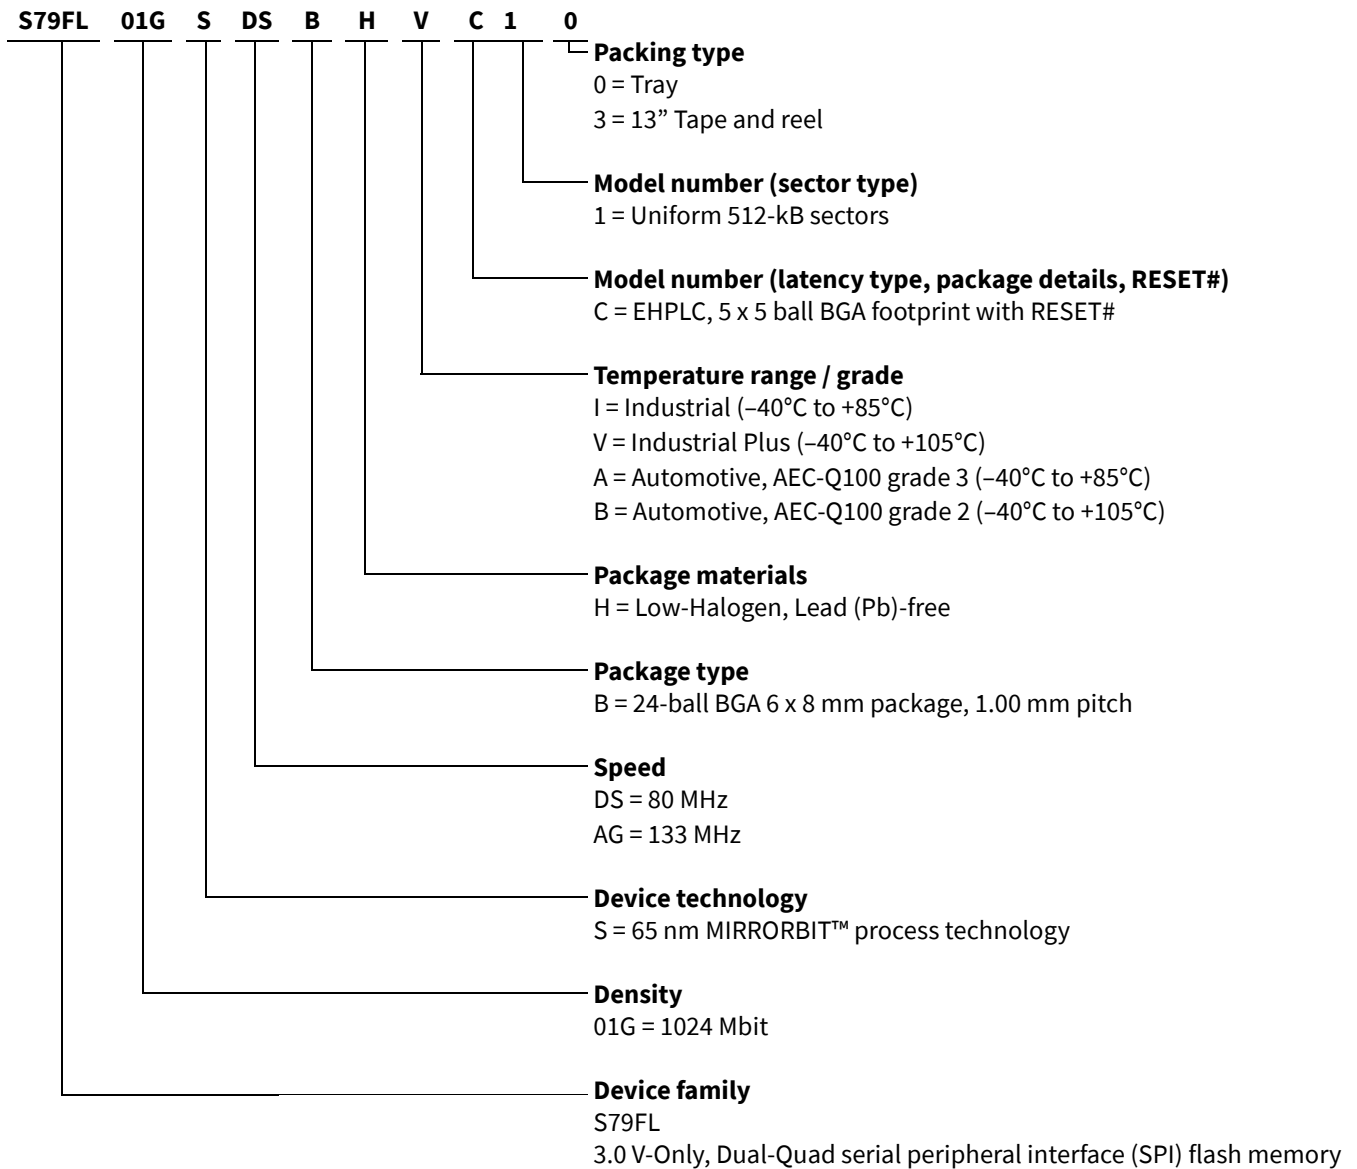 S79FL 01G S DS B H V C 1 0
Packing type
0 = Tray
3 = 13” Tape and reel
Model number (sector type)
1 = Uniform 512-kB sectors
Model number (latency type, package details, RESET#)
C = EHPLC, 5 x 5 ball BGA footprint with RESET#
Temperature range / grade
I = Industrial (–40°C to +85°C)
V = Industrial Plus (–40°C to +105°C)
A = Automotive, AEC-Q100 grade 3 (–40°C to +85°C)
B = Automotive, AEC-Q100 grade 2 (–40°C to +105°C)
Package materials
H = Low-Halogen, Lead (Pb)-free
Package type
B = 24-ball BGA 6 x 8 mm package, 1.00 mm pitch
Speed
DS = 80 MHz
AG = 133 MHz
Device technology
S = 65 nm MIRRORBIT™ process technology
Density
01G = 1024 Mbit
Device family
S79FL
3.0 V-Only, Dual-Quad serial peripheral interface (SPI) flash memory